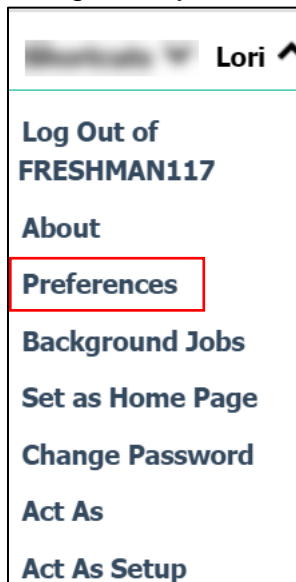 Lori
Log Out of
FRESHMAN117
About
Preferences
Background Jobs
Set as Home Page
Change Password
Act As
Act As Setup